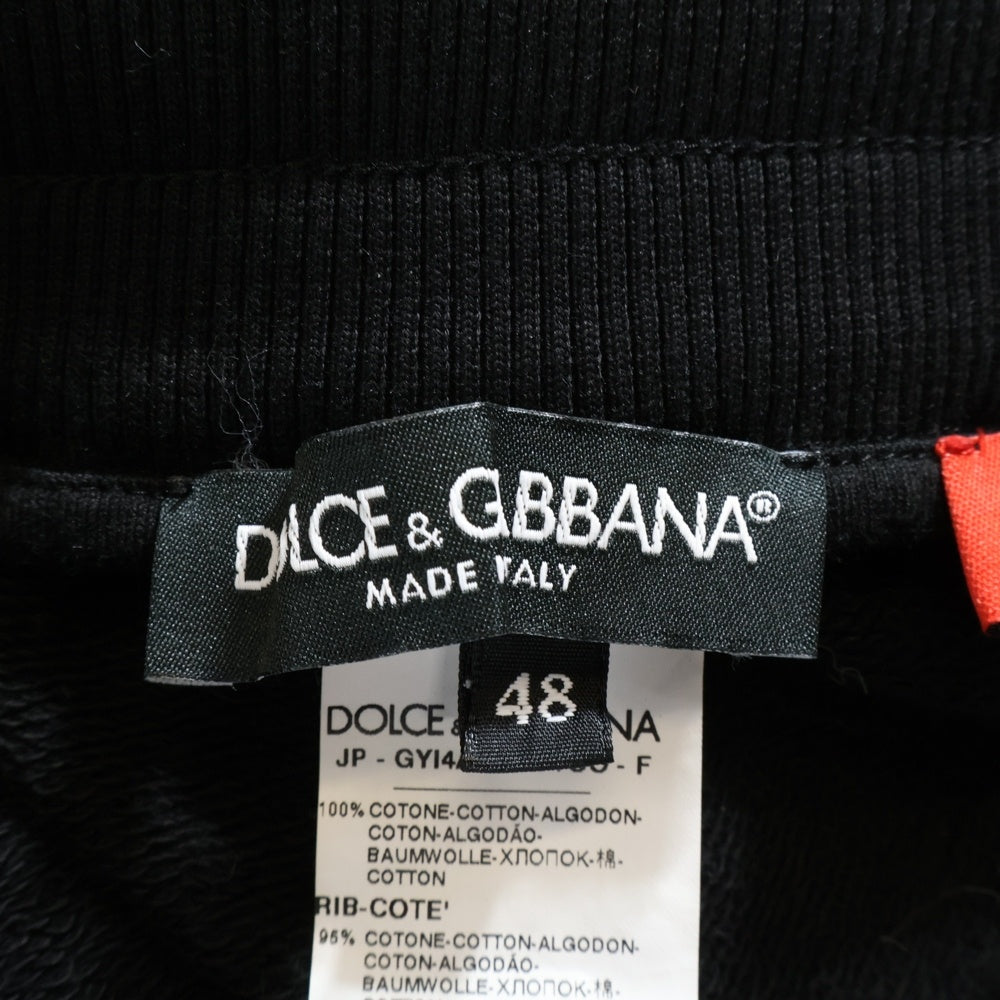 DOLCE & GABBANA®
MADE ITALY
48
DOLCE & NA
JP - GYI4 - F
100% COTONE-COTTON-ALGODON-
COTON-ALGODÃO-
BAUMWOLLE-ХЛОПОК-棉-
COTTON
RIB-COTE'
95% COTONE-COTTON-ALGODON-
COTON-ALGODÃO-
BAUMWOLLE-ХЛОПОК-棉-
COTTON